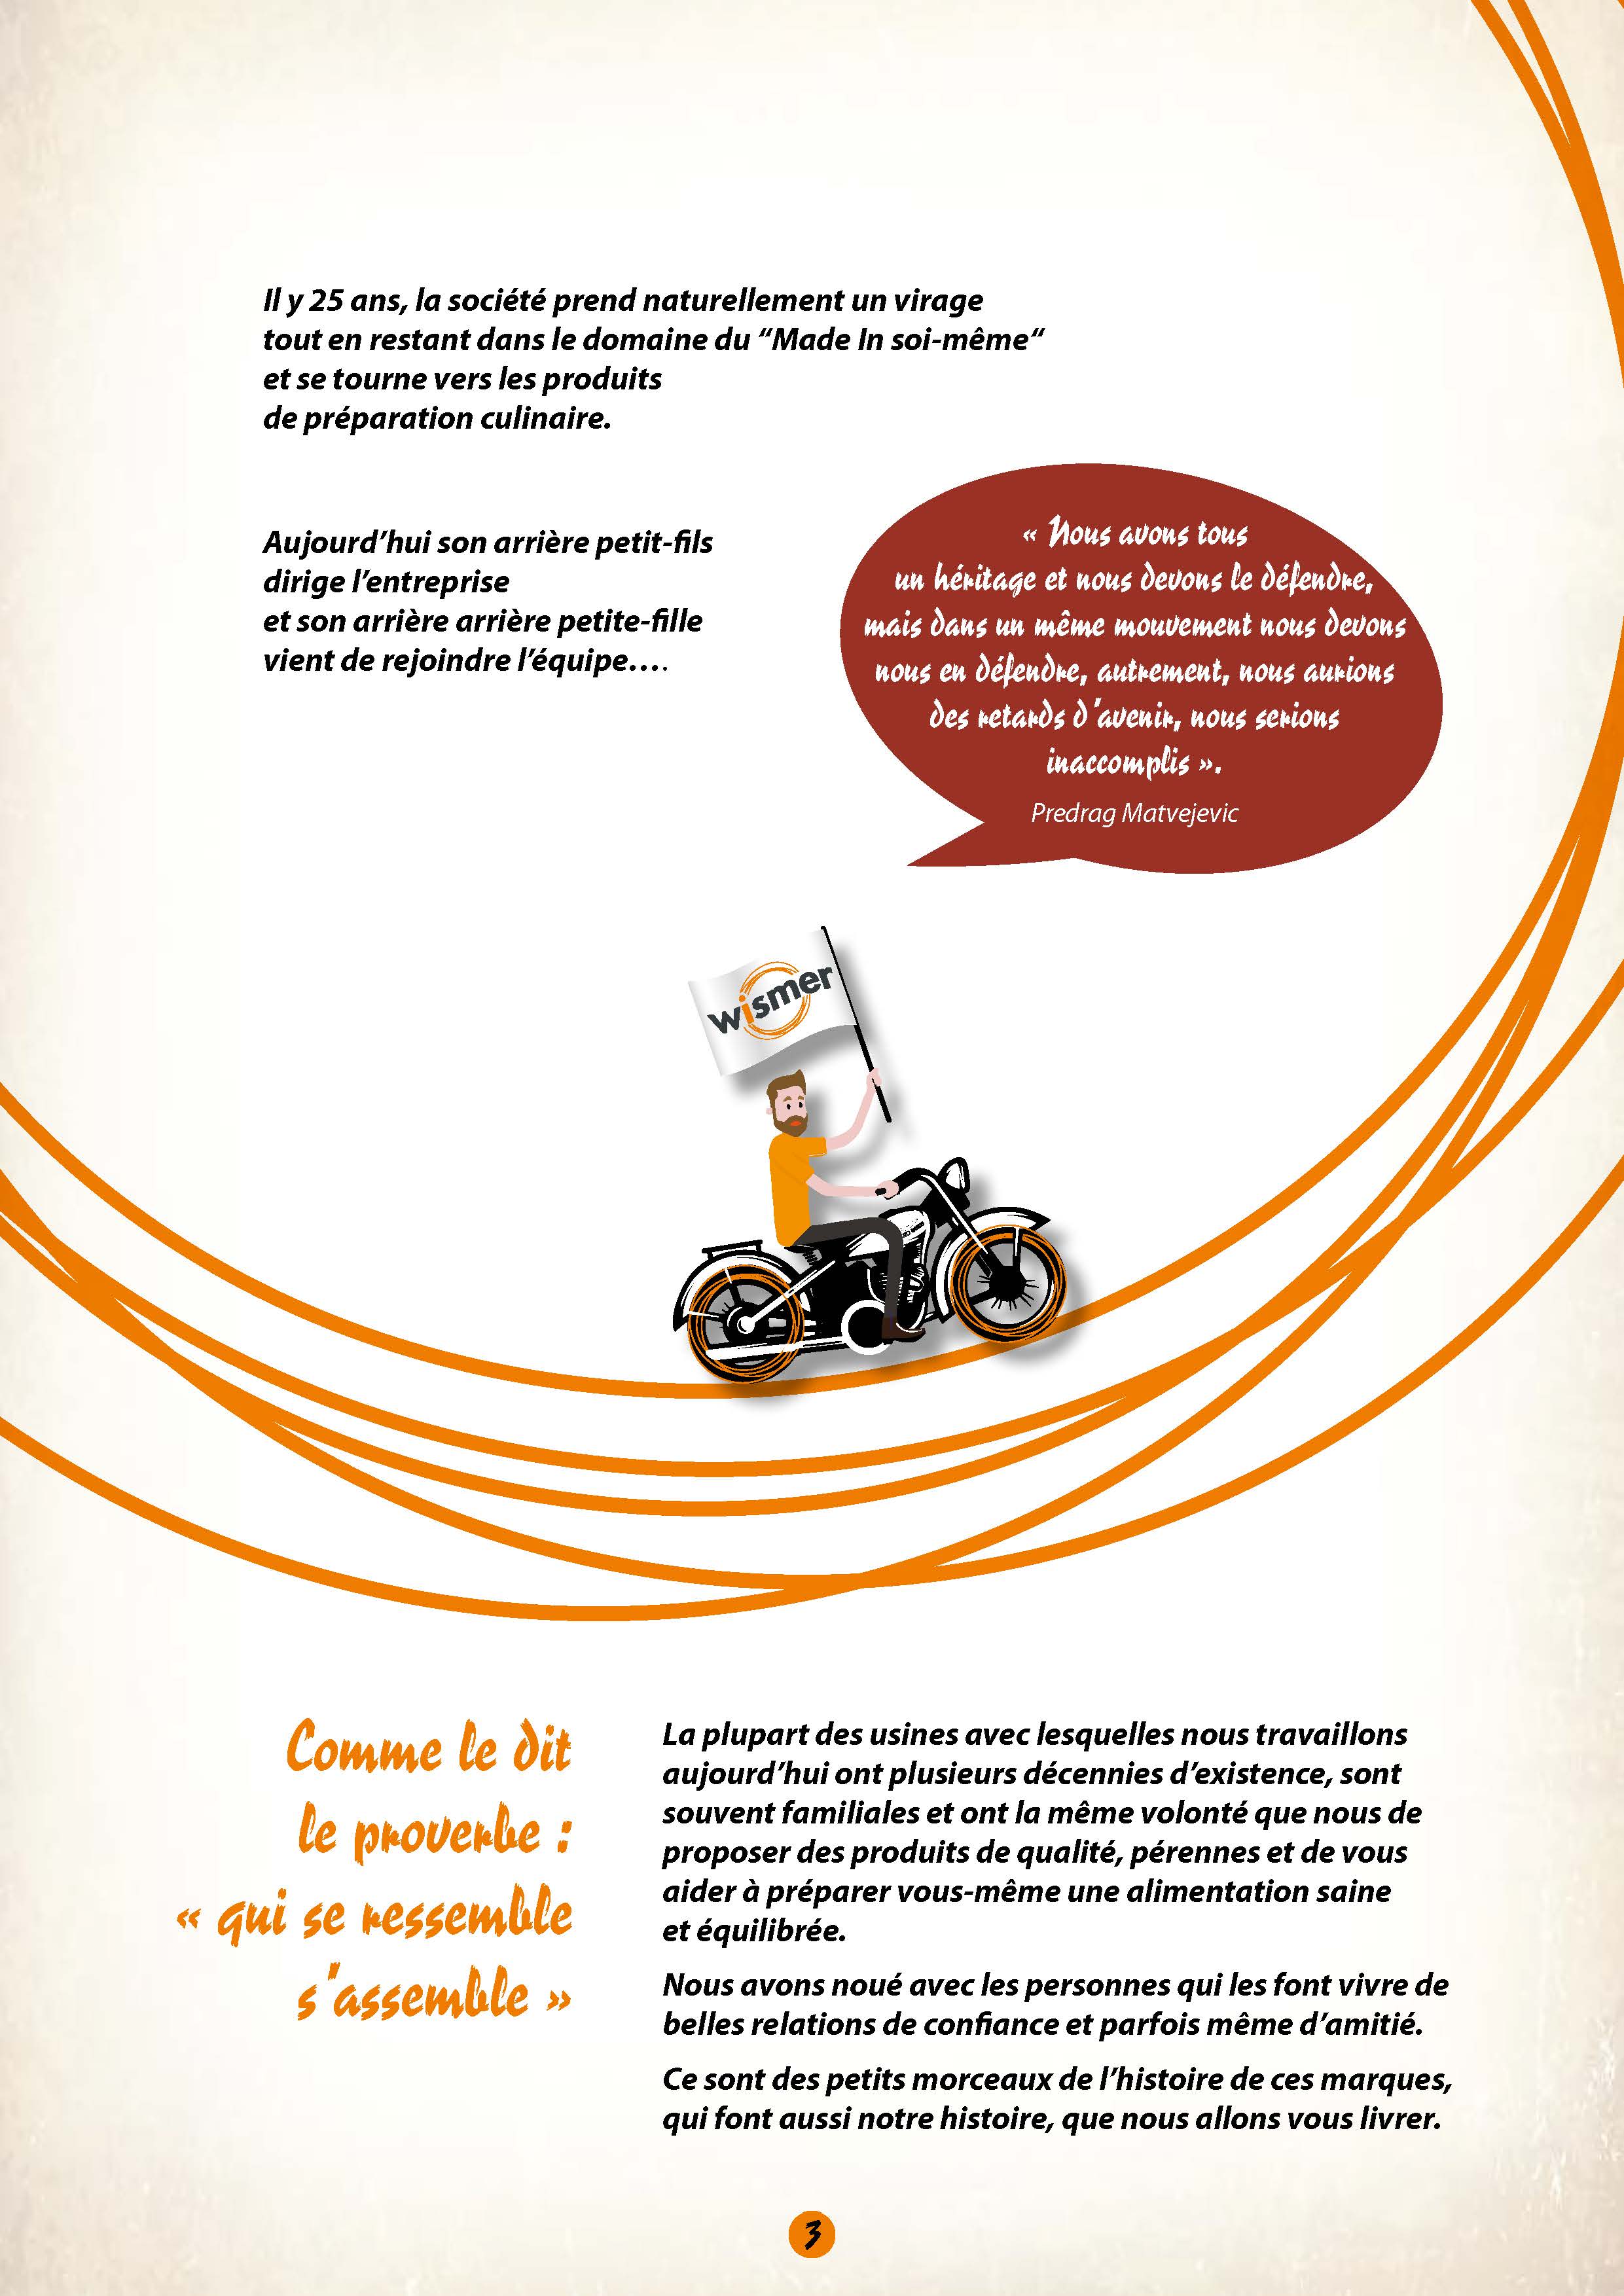 Il y 25 ans, la société prend naturellement un virage
tout en restant dans le domaine du “Made In soi-même“
et se tourne vers les produits
de préparation culinaire.
Aujourd’hui son arrière petit-fils
dirige l’entreprise
et son arrière arrière petite-fille
vient de rejoindre l’équipe….
« Nous avons tous
un héritage et nous devons le défendre,
mais dans un même mouvement nous devons
nous en défendre, autrement, nous aurions
des retards d’avenir, nous serions
inaccomplis ».
Predrag Matvejevic
wismer
Comme le dit
le proverbe :
« qui se ressemble
s’assemble »
La plupart des usines avec lesquelles nous travaillons
aujourd’hui ont plusieurs décennies d’existence, sont
souvent familiales et ont la même volonté que nous de
proposer des produits de qualité, pérennes et de vous
aider à préparer vous-même une alimentation saine
et équilibrée.
Nous avons noué avec les personnes qui les font vivre de
belles relations de confiance et parfois même d’amitié.
Ce sont des petits morceaux de l’histoire de ces marques,
qui font aussi notre histoire, que nous allons vous livrer.
3